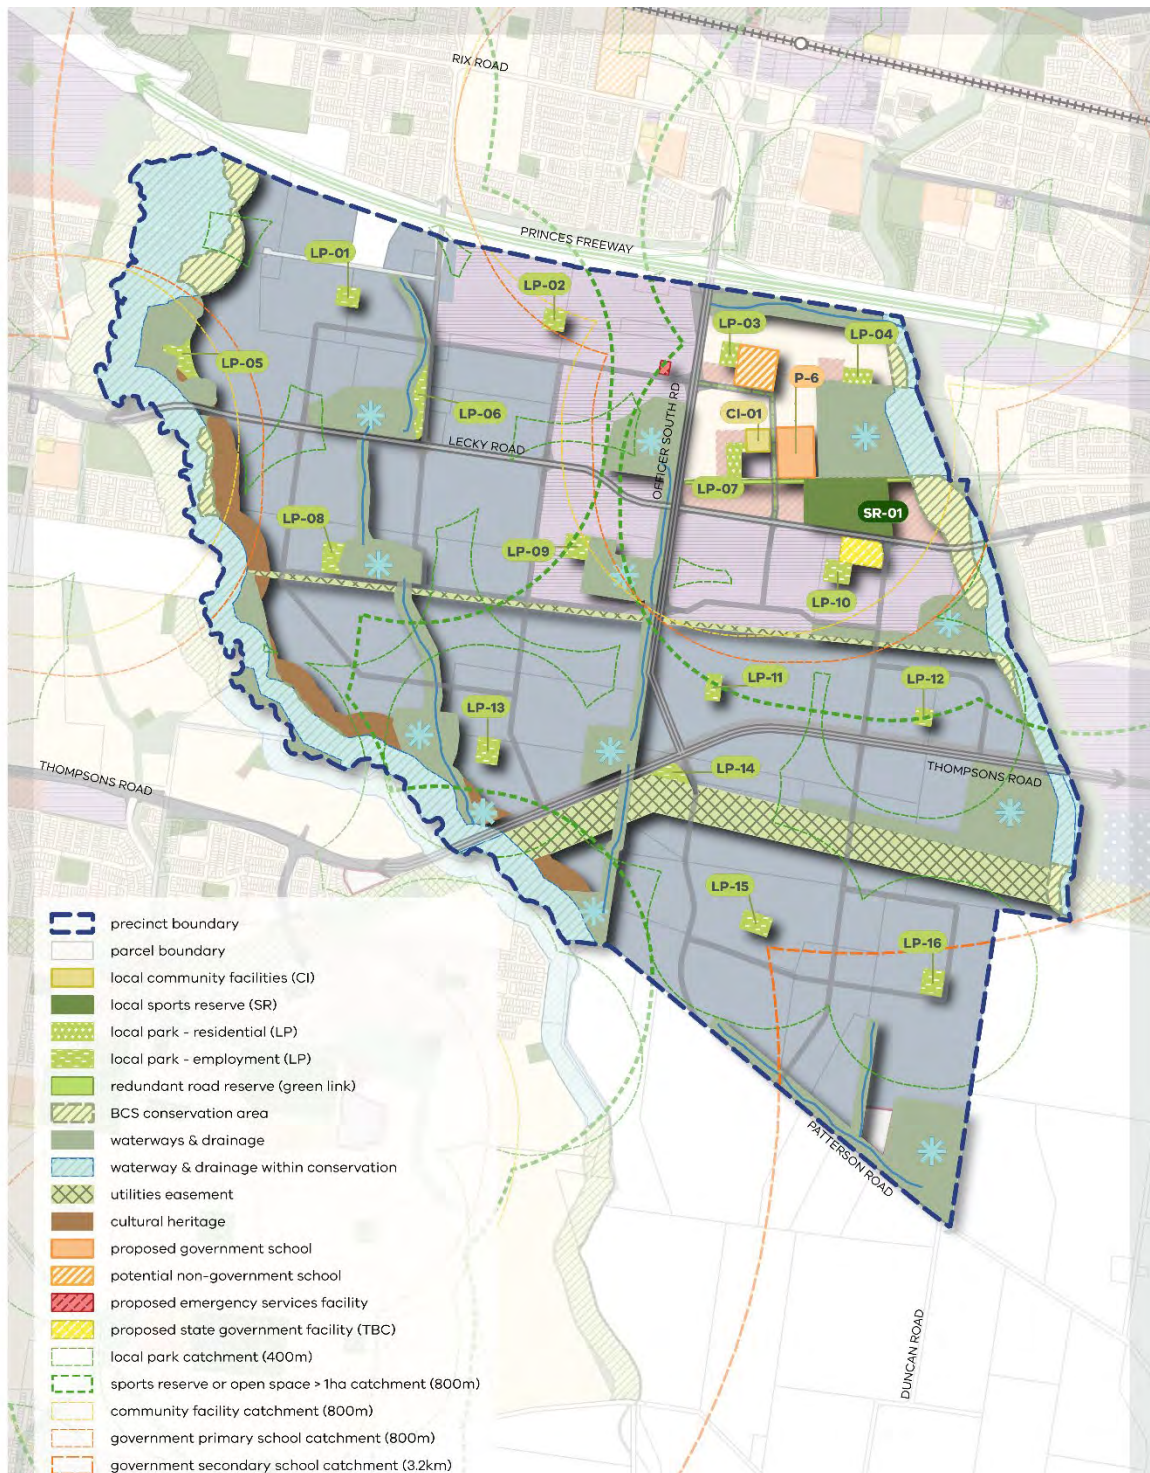 RIX ROAD
PRINCES FREEWAY
LP-01
LP-02
LP-03
LP-04
LP-05
P-6
LP-06
CI-01
LECKY ROAD
OFFICER SOUTH RD
LP-07
SR-01
LP-08
LP-09
LP-10
LP-11
LP-12
LP-13
LP-14
THOMPSONS ROAD
THOMPSONS ROAD
LP-15
LP-16
PATTERSON ROAD
DUNCAN ROAD
precinct boundary
parcel boundary
local community facilities (CI)
local sports reserve (SR)
local park - residential (LP)
local park - employment (LP)
redundant road reserve (green link)
BCS conservation area
waterways & drainage
waterway & drainage within conservation
utilities easement
cultural heritage
proposed government school
potential non-government school
proposed emergency services facility
proposed state government facility (TBC)
local park catchment (400m)
sports reserve or open space > 1ha catchment (800m)
community facility catchment (800m)
government primary school catchment (800m)
government secondary school catchment (3.2km)